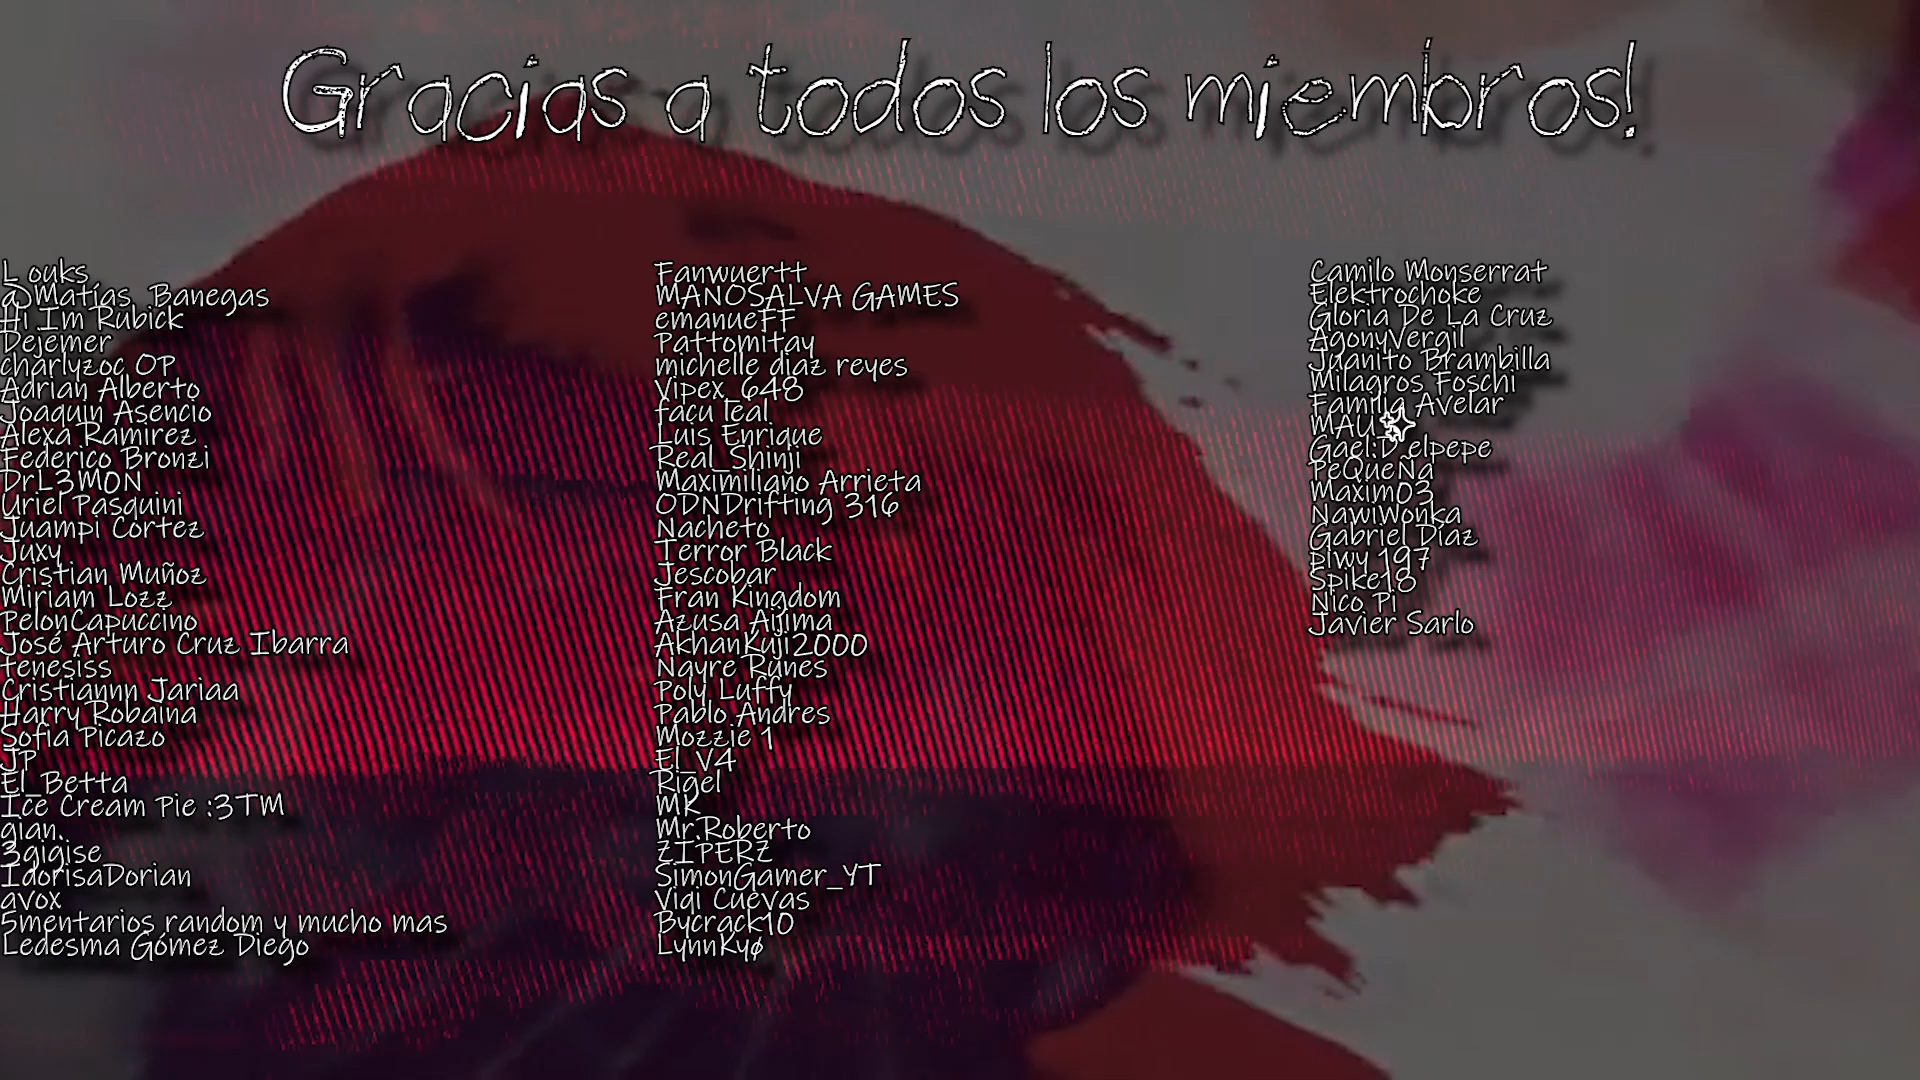 Gracias a todos los miembros!
L ouks
a) Matías Banegas
Hi Im Rubick
Dejemer
charlyzoc OP
Adrian Alberto
Joaquin Asencio
Alexa Ramirez
Federico Bronzi
DrL3MON
Uriel Pasquini
Juampi Cortez
Juxy
Cristian Muñoz
Miriam Lozz
PelonCapuccino
José Arturo Cruz Ibarra
tenesiss
Cristiannn Jariaa
Harry Robaina
Sofia Picazo
JP
El_Betta
Ice Cream Pie :3TM
gian.
3gigise
IdorisaDorian
avox
5mentarios random y mucho mas
Ledesma Gómez Diego
Fanwuertt
MANOSALVA GAMES
emanueFF
Pattomitay
michelle diaz reyes
Vipex_648
facu leal
Luis Enrique
Real_Shinji
Maximiliano Arrieta
ODNDrifting 316
Nacheto
Terror Black
Jescobar
Fran Kingdom
Azusa Aijima
AkhanKuji2000
Nayre Runes
Poly Luffy
Pablo Andres
Mozzie 1
El_V4
Rigel
MK
Mr.Roberto
ZIPERZ
SimonGamer_YT
Vigi Cuevas
Bycrack10
LynnKyø
Camilo Monserrat
Elektrochoke
Gloria De La Cruz
AgonyVergil
Juanito Brambilla
Milagros Foschi
Familia Avelar
MAU✨
Gael:D elpepe
PeQueÑa
Maxim03
NawiWonka
Gabriel Díaz
plwy 197
Spike18
Nico Pi
Javier Sarlo